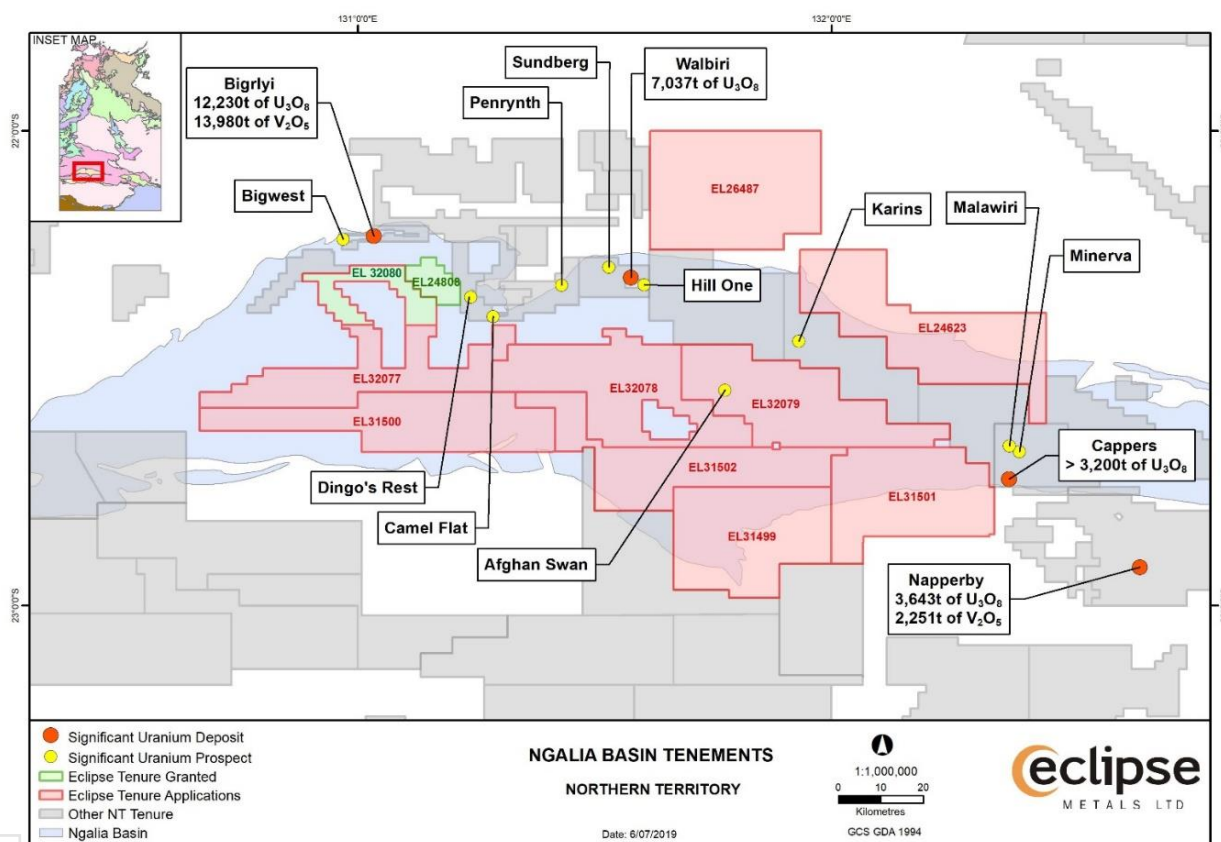 131°0'0"E
132°0'0"E
INSET MAP
22°0'0"S
23°0'0"S
Bigrlyi
12,230t of U₃O₈
13,980t of V₂O₅
Sundberg
Walbiri
7,037t of U₃O₈
Penrynth
Bigwest
EL26487
Karins
Malawiri
Minerva
EL 32080
EL24808
Hill One
EL24623
EL32077
EL32078
EL32079
EL31500
Cappers
> 3,200t of U₃O₈
EL31502
EL31501
Dingo's Rest
Camel Flat
EL31499
Afghan Swan
Napperby
3,643t of U₃O₈
2,251t of V₂O₅
Significant Uranium Deposit
Significant Uranium Prospect
Eclipse Tenure Granted
Eclipse Tenure Applications
Other NT Tenure
Ngalia Basin
NGALIA BASIN TENEMENTS
NORTHERN TERRITORY
Date: 6/07/2019
1:1,000,000
0 10 20
Kilometres
GCS GDA 1994
eclipse
METALS LTD